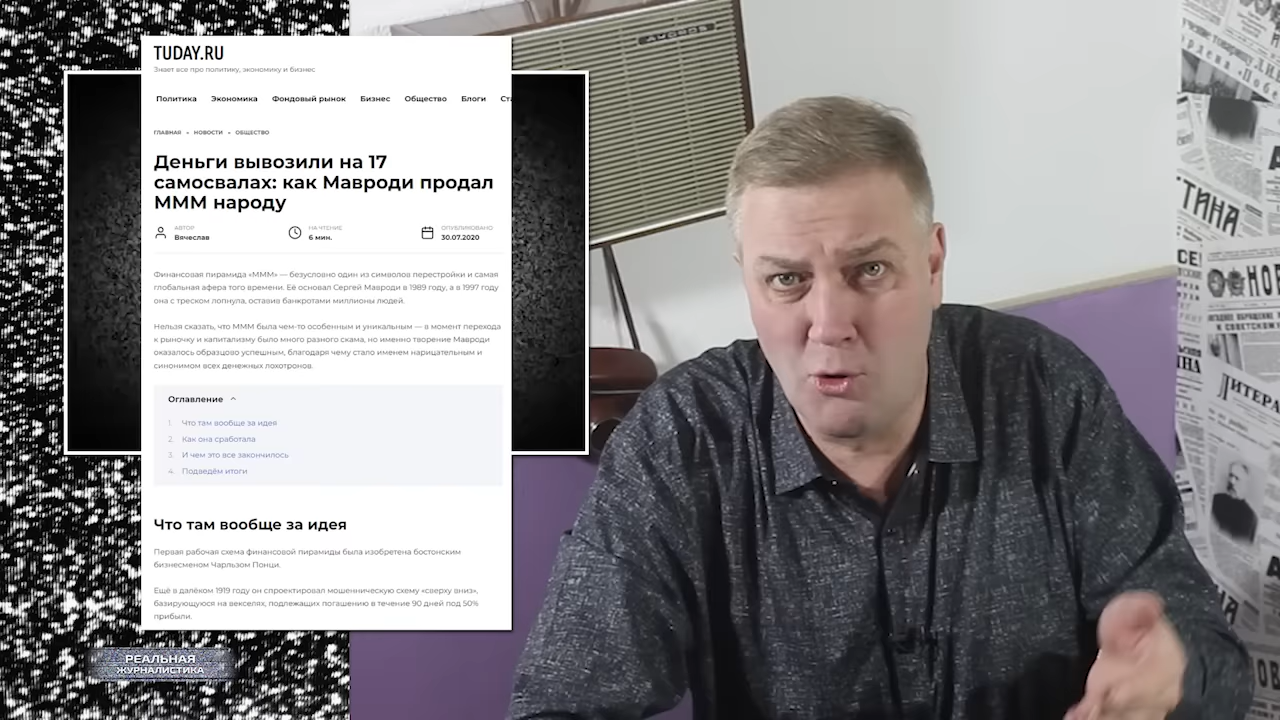 TUDAY.RU
Знает все про политику, экономику и бизнес
Политика Экономика Фондовый рынок Бизнес Общество Блоги Ста
ГЛАВНАЯ » НОВОСТИ » ОБЩЕСТВО
Деньги вывозили на 17
самосвалах: как Мавроди продал
МММ народу
АВТОР
Вячеслав
НА ЧТЕНИЕ
6 мин.
ОПУБЛИКОВАНО
30.07.2020
Финансовая пирамида «МММ» — безусловно один из символов перестройки и самая
глобальная афера того времени. Её основал Сергей Мавроди в 1989 году, а в 1997 году
она с треском лопнула, оставив банкротами миллионы людей.
Нельзя сказать, что МММ была чем-то особенным и уникальным — в момент перехода
к рыночку и капитализму было много разного скама, но именно творение Мавроди
оказалось образцово успешным, благодаря чему стало именем нарицательным и
синонимом всех денежных лохотронов.
Оглавление
1. Что там вообще за идея
2. Как она сработала
3. И чем это все закончилось
4. Подведём итоги
Что там вообще за идея
Первая рабочая схема финансовой пирамиды была изобретена бостонским
бизнесменом Чарльзом Понци.
Ещё в далёком 1919 году он спроектировал мошенническую схему «сверху вниз»,
базирующуюся на векселях, подлежащих погашению в течение 90 дней под 50%
прибыли.
РЕАЛЬНАЯ
ЖУРНАЛИСТИКА
ТИНА
СЕ!
ЛИТЕРА